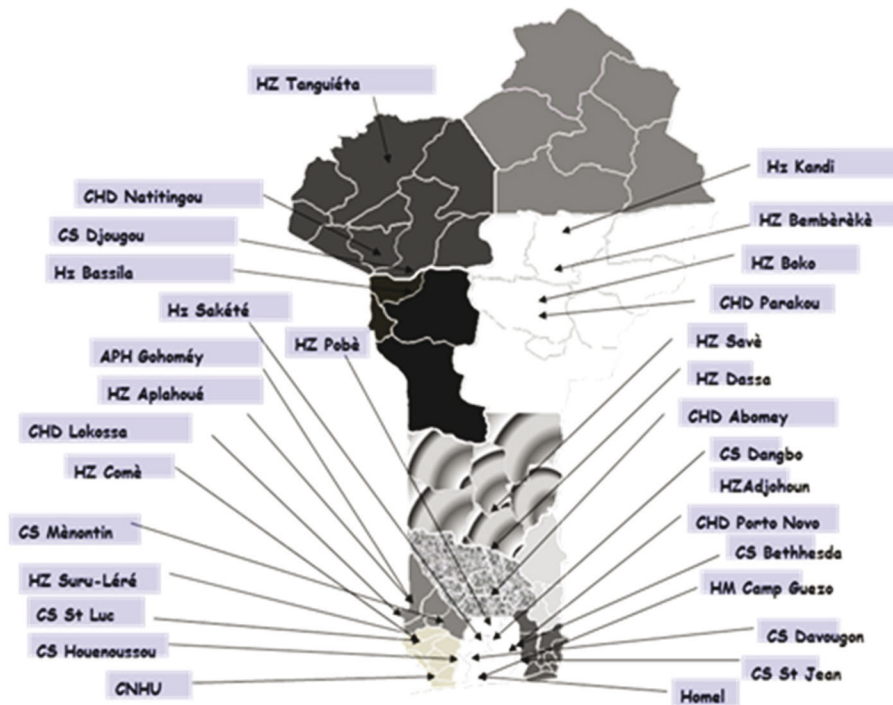 HZ Tanguiéta
Hz Kandi
CHD Natitingou
HZ Bembèrèkè
CS Djougou
HZ Boko
Hz Bassila
CHD Parakou
Hz Sakété
HZ Pobè
HZ Savè
APH Gohoméy
HZ Dassa
HZ Aplahoué
CHD Abomey
CHD Lokossa
CS Dangbo
HZ Comè
HZAdjohoun
CHD Porto Novo
CS Mènontin
CS Bethhesda
HZ Suru-Léré
HM Camp Guezo
CS St Luc
CS Davougon
CS Houenoussou
CS St Jean
CNHU
Homel